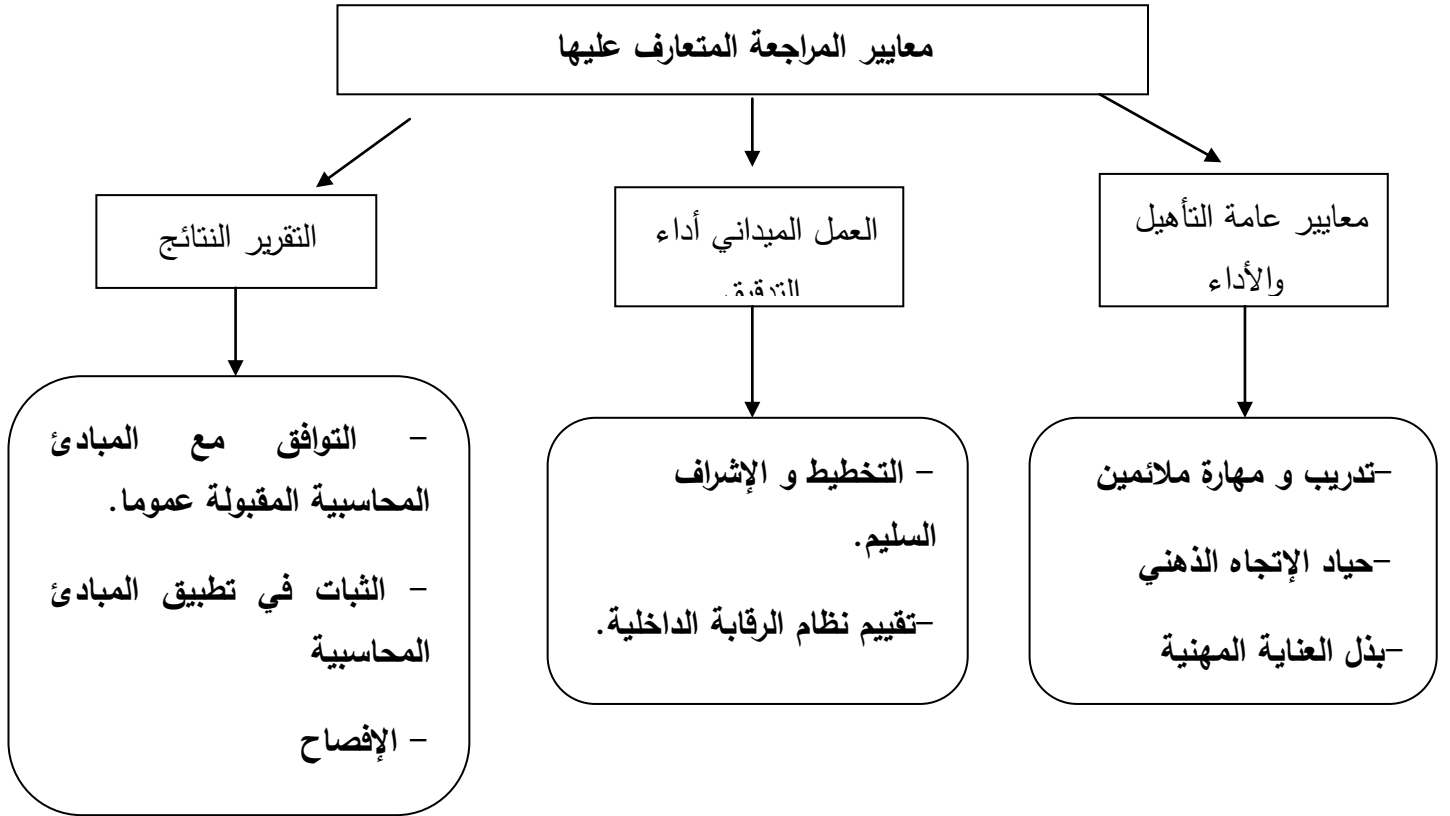 معايير المراجعة المتعارف عليها
معايير عامة التأهيل
والأداء
العمل الميداني أداء
التدقيق
التقرير النتائج
-تدريب و مهارة ملائمين
-حياد الإتجاه الذهني
-بذل العناية المهنية
- التخطيط و الإشراف
السليم.
-تقييم نظام الرقابة الداخلية.
- التوافق مع المبادئ
المحاسبية المقبولة عموما.
- الثبات في تطبيق المبادئ
المحاسبية
- الإفصاح